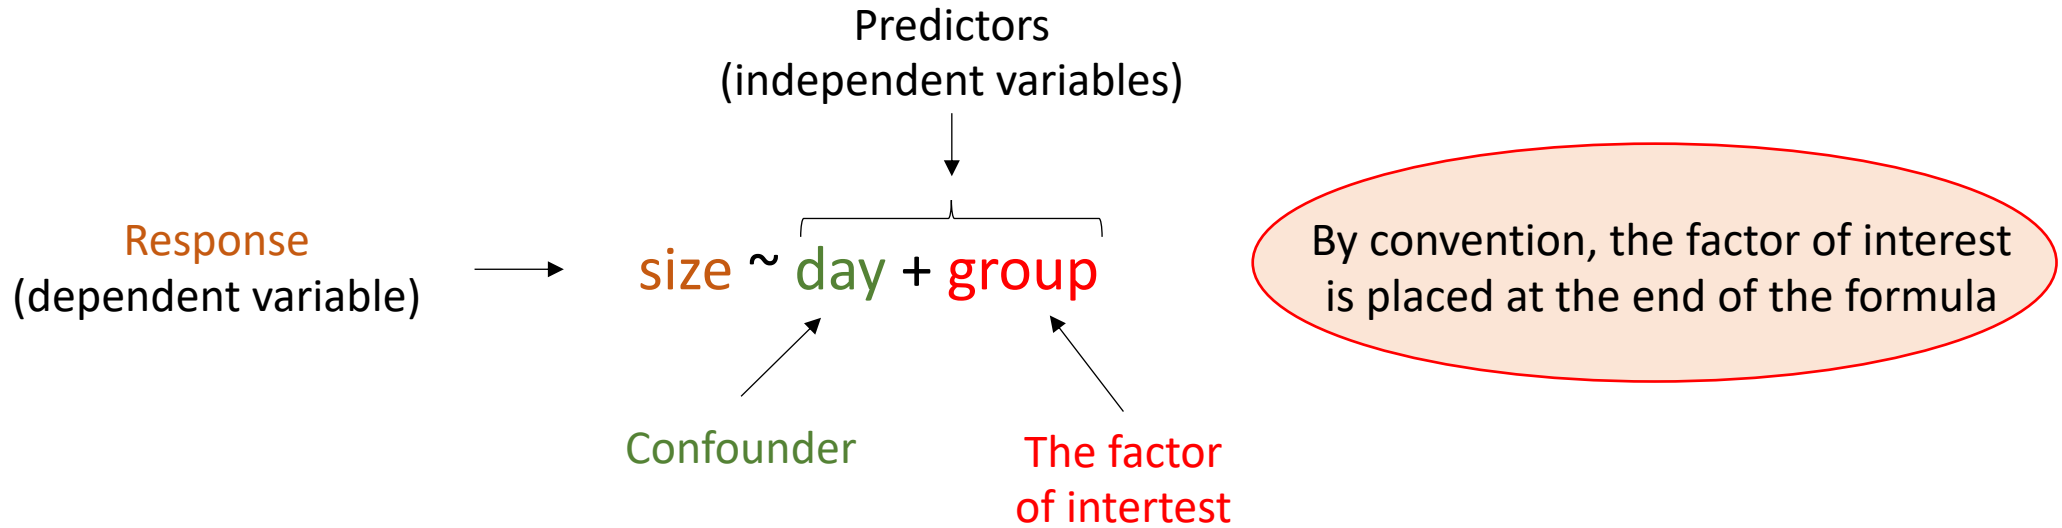 Predictors
(independent variables)
Response
(dependent variable)
size ~ day + group
By convention, the factor of interest
is placed at the end of the formula
Confounder
The factor
of intertest